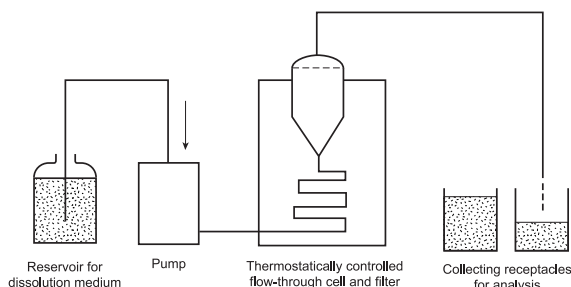 Reservoir for
dissolution medium
Pump
Thermostatically controlled
flow-through cell and filter
Collecting receptacles
for analysis